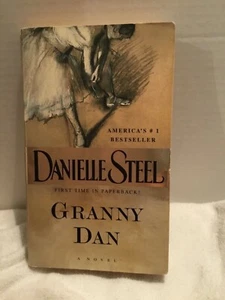 AMERICA'S #1
BESTSELLER
DANIELLE STEEL
FIRST TIME IN PAPERBACK!
GRANNY
DAN
A NOVEL